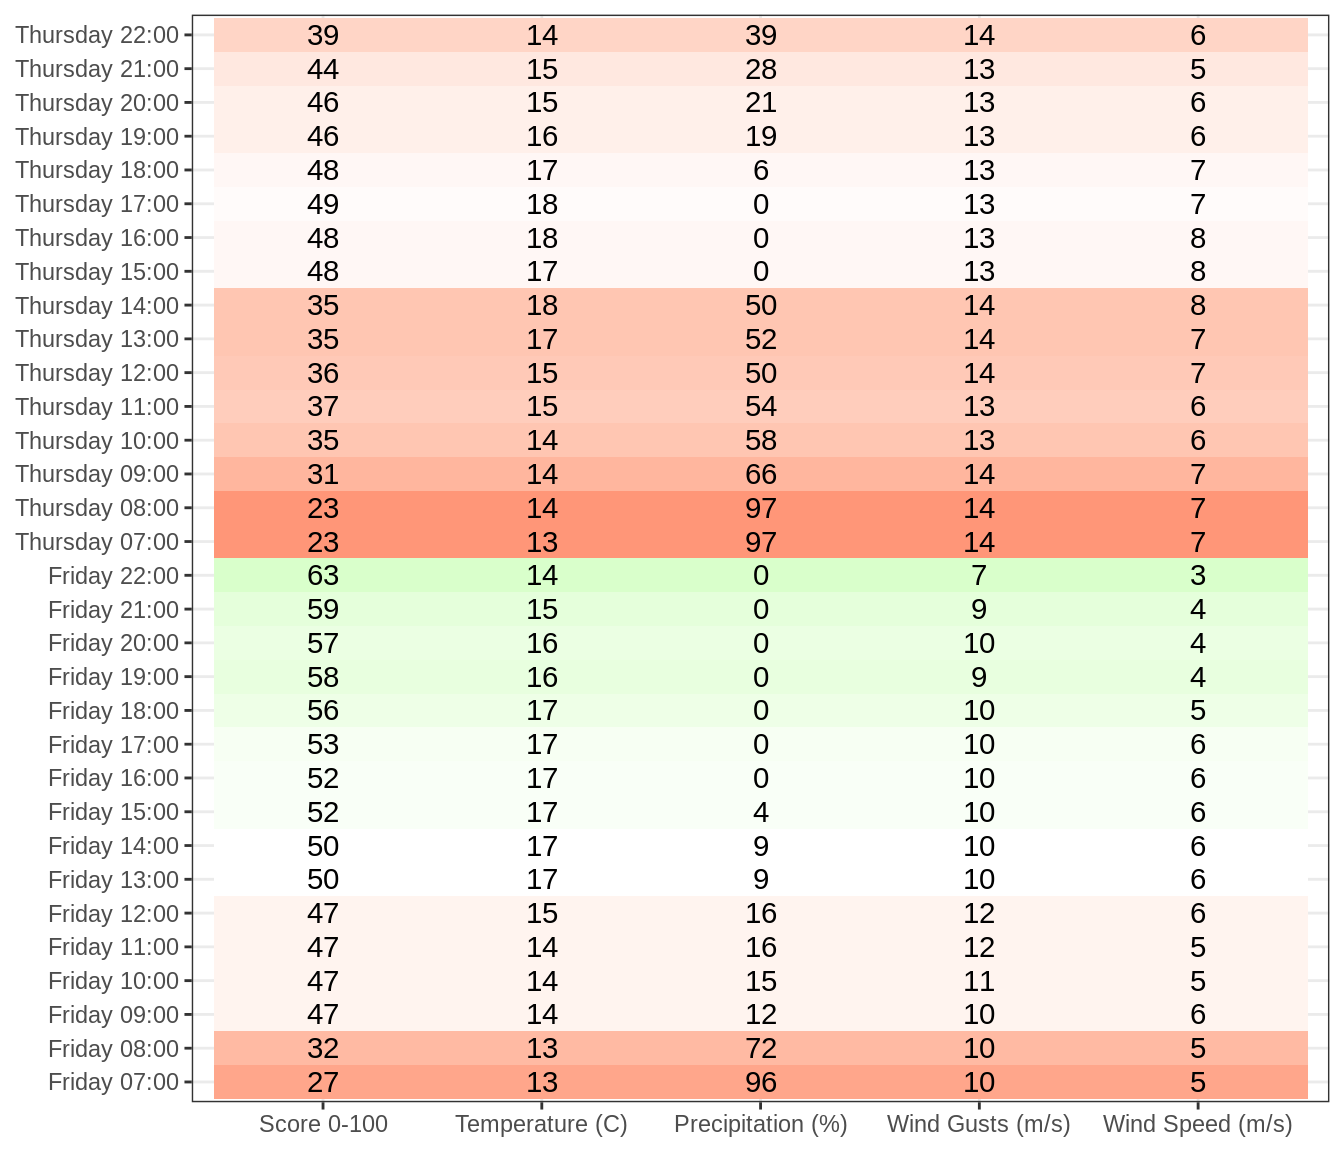 Thursday 22:00 39 14 39 14 6
Thursday 21:00 44 15 28 13 5
Thursday 20:00 46 15 21 13 6
Thursday 19:00 46 16 19 13 6
Thursday 18:00 48 17 6 13 7
Thursday 17:00 49 18 0 13 7
Thursday 16:00 48 18 0 13 8
Thursday 15:00 48 17 0 13 8
Thursday 14:00 35 18 50 14 8
Thursday 13:00 35 17 52 14 7
Thursday 12:00 36 15 50 14 7
Thursday 11:00 37 15 54 13 6
Thursday 10:00 35 14 58 13 6
Thursday 09:00 31 14 66 14 7
Thursday 08:00 23 14 97 14 7
Thursday 07:00 23 13 97 14 7
Friday 22:00 63 14 0 7 3
Friday 21:00 59 15 0 9 4
Friday 20:00 57 16 0 10 4
Friday 19:00 58 16 0 9 4
Friday 18:00 56 17 0 10 5
Friday 17:00 53 17 0 10 6
Friday 16:00 52 17 0 10 6
Friday 15:00 52 17 4 10 6
Friday 14:00 50 17 9 10 6
Friday 13:00 50 17 9 10 6
Friday 12:00 47 15 16 12 6
Friday 11:00 47 14 16 12 5
Friday 10:00 47 14 15 11 5
Friday 09:00 47 14 12 10 6
Friday 08:00 32 13 72 10 5
Friday 07:00 27 13 96 10 5
Score 0-100 Temperature (C) Precipitation (%) Wind Gusts (m/s) Wind Speed (m/s)